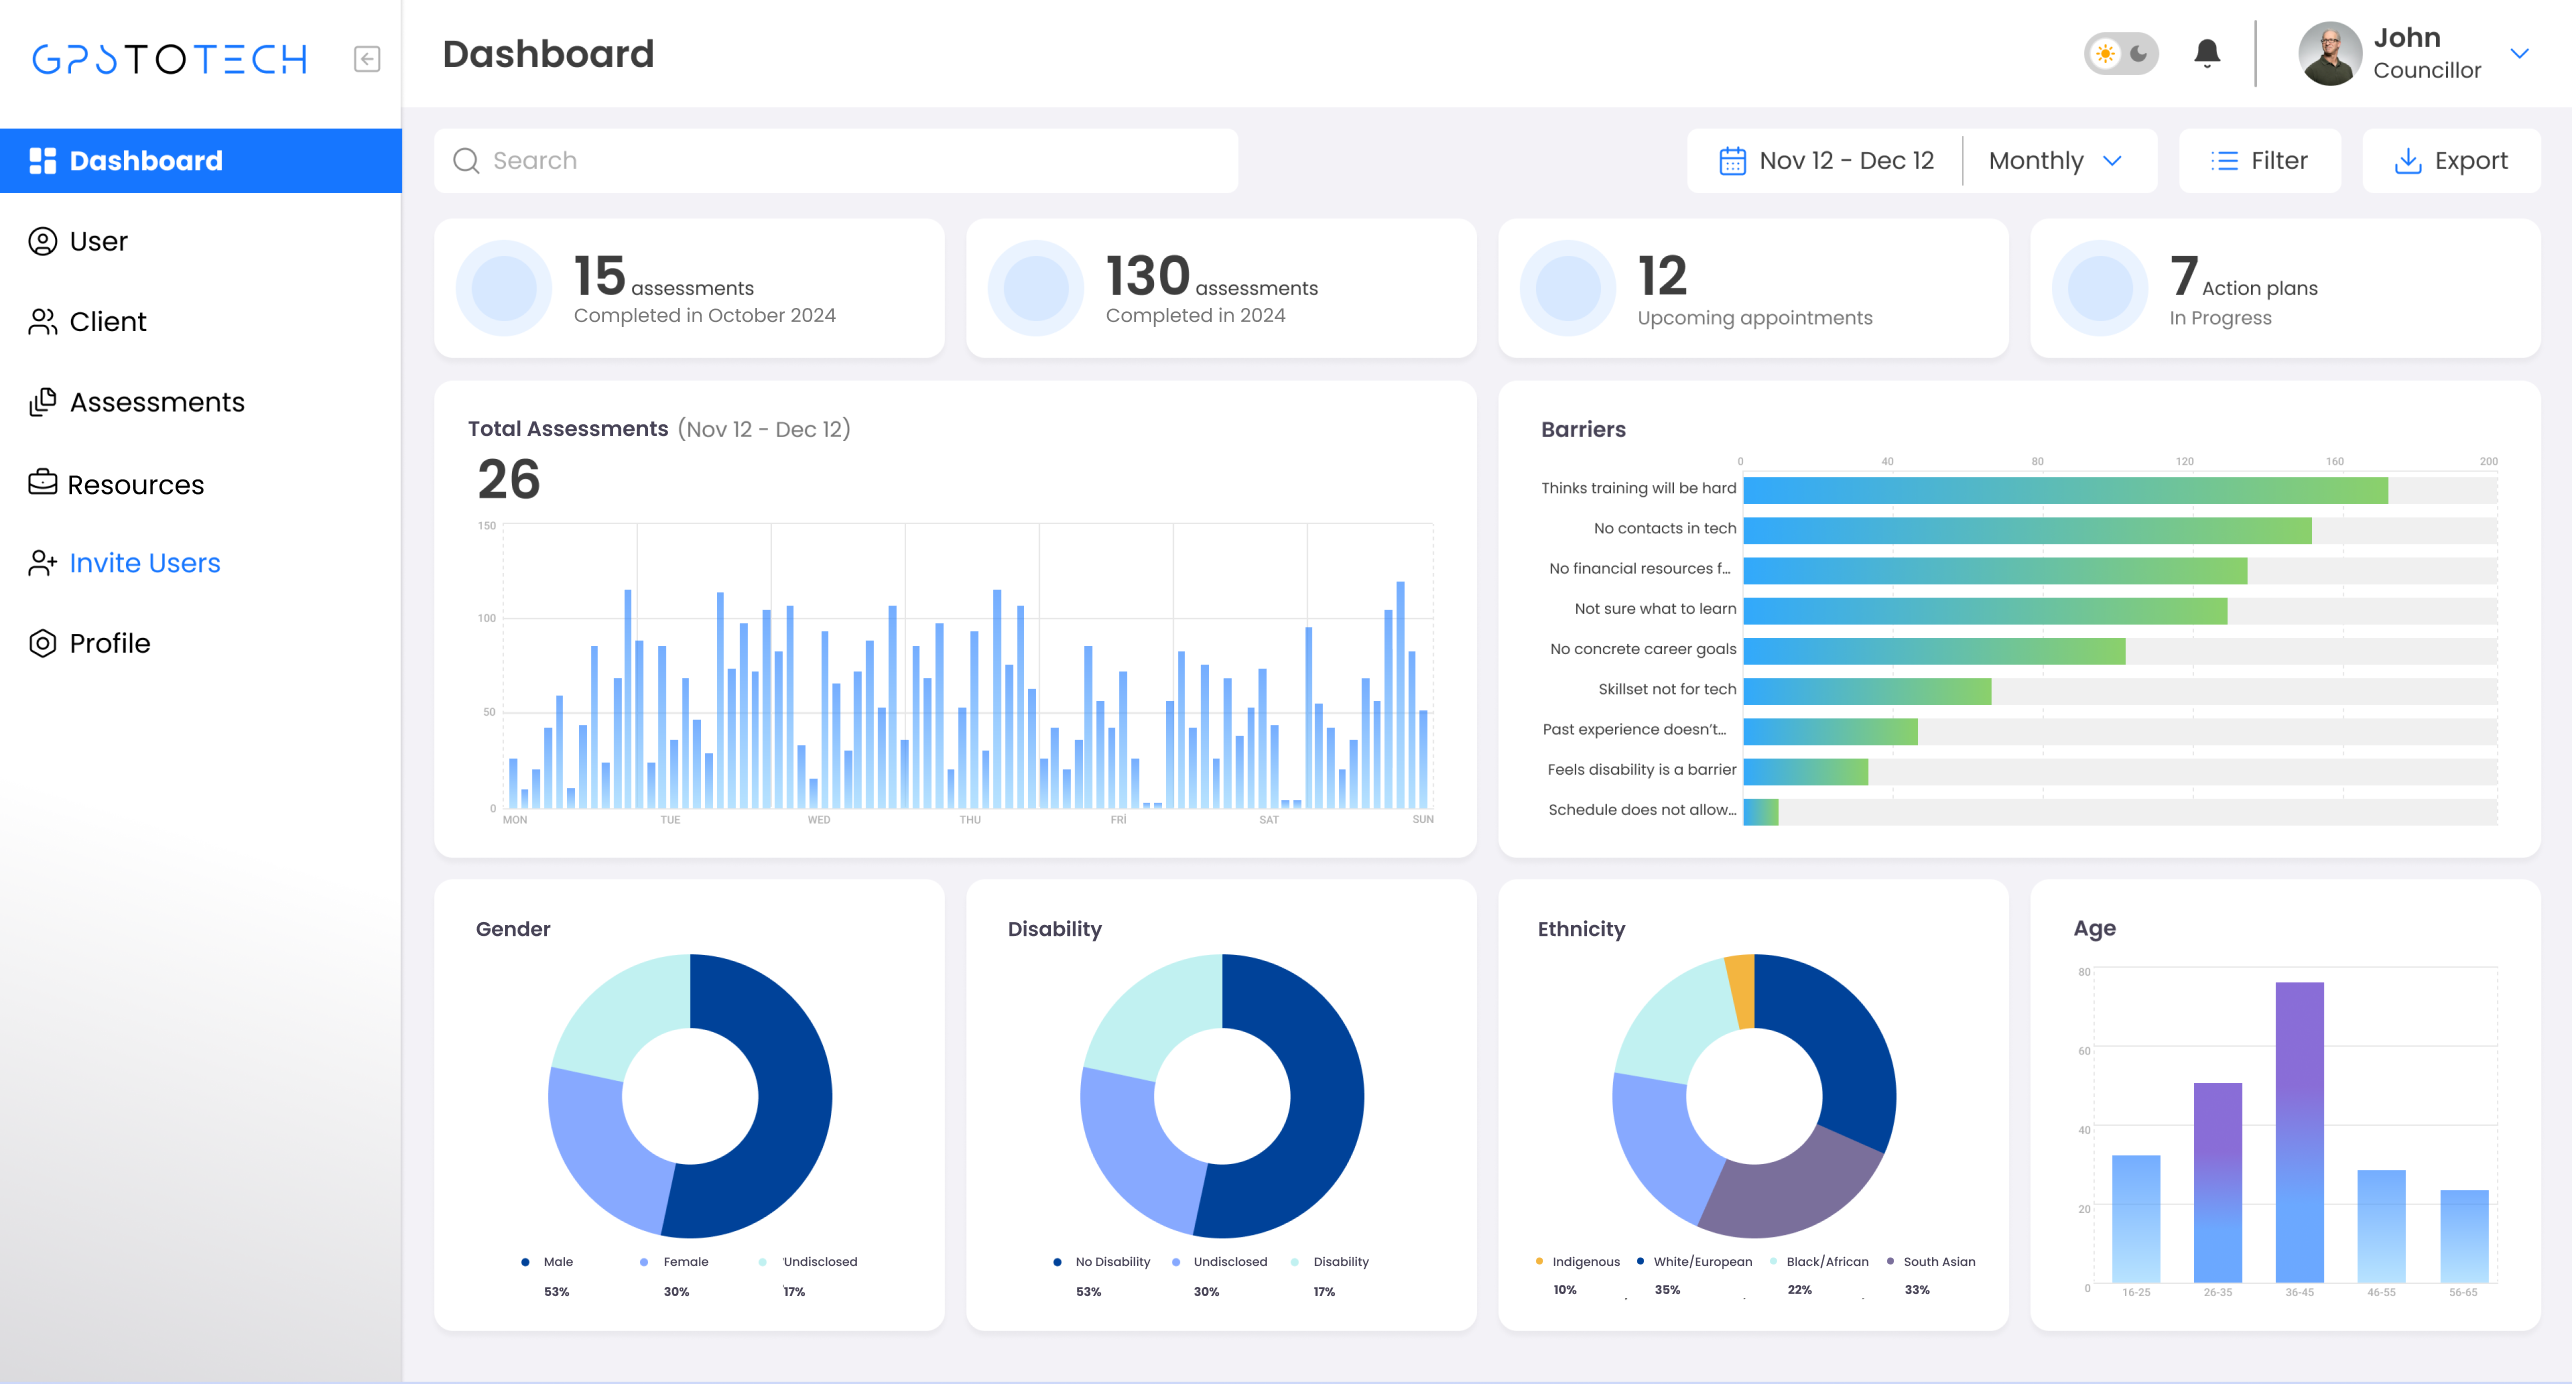 GPSTOTECH
Dashboard
User
Client
Assessments
Resources
Invite Users
Profile
Dashboard
John
Councillor
Search
Nov 12 - Dec 12
Monthly
Filter
Export
15 assessments
Completed in October 2024
130 assessments
Completed in 2024
12
Upcoming appointments
7 Action plans
In Progress
Total Assessments (Nov 12 - Dec 12)
26
150
100
50
0
MON TUE WED THU FRİ SAT SUN
Barriers
0 40 80 120 160 200
Thinks training will be hard
No contacts in tech
No financial resources f...
Not sure what to learn
No concrete career goals
Skillset not for tech
Past experience doesn't...
Feels disability is a barrier
Schedule does not allow...
Gender
Male Female Undisclosed
53% 30% 17%
Disability
No Disability Undisclosed Disability
53% 30% 17%
Ethnicity
Indigenous White/European Black/African South Asian
10% 35% 22% 33%
Age
80
60
40
20
0
16-25 26-35 36-45 46-55 56-65